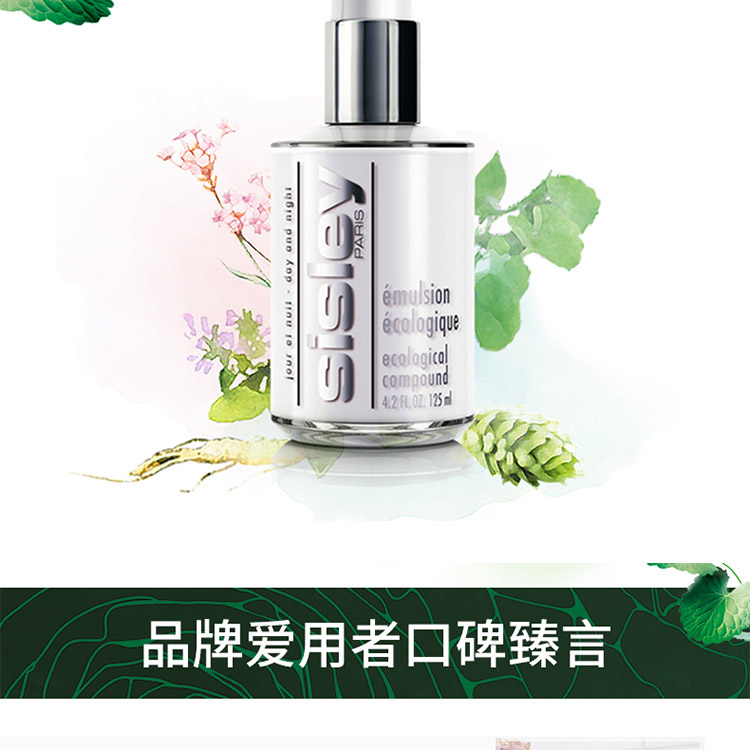 jour et nuit - day and night
sisley
PARIS
émulsion
écologique
ecological
compound
4.2 FL.OZ. 125 ml
品牌爱用者口碑臻言